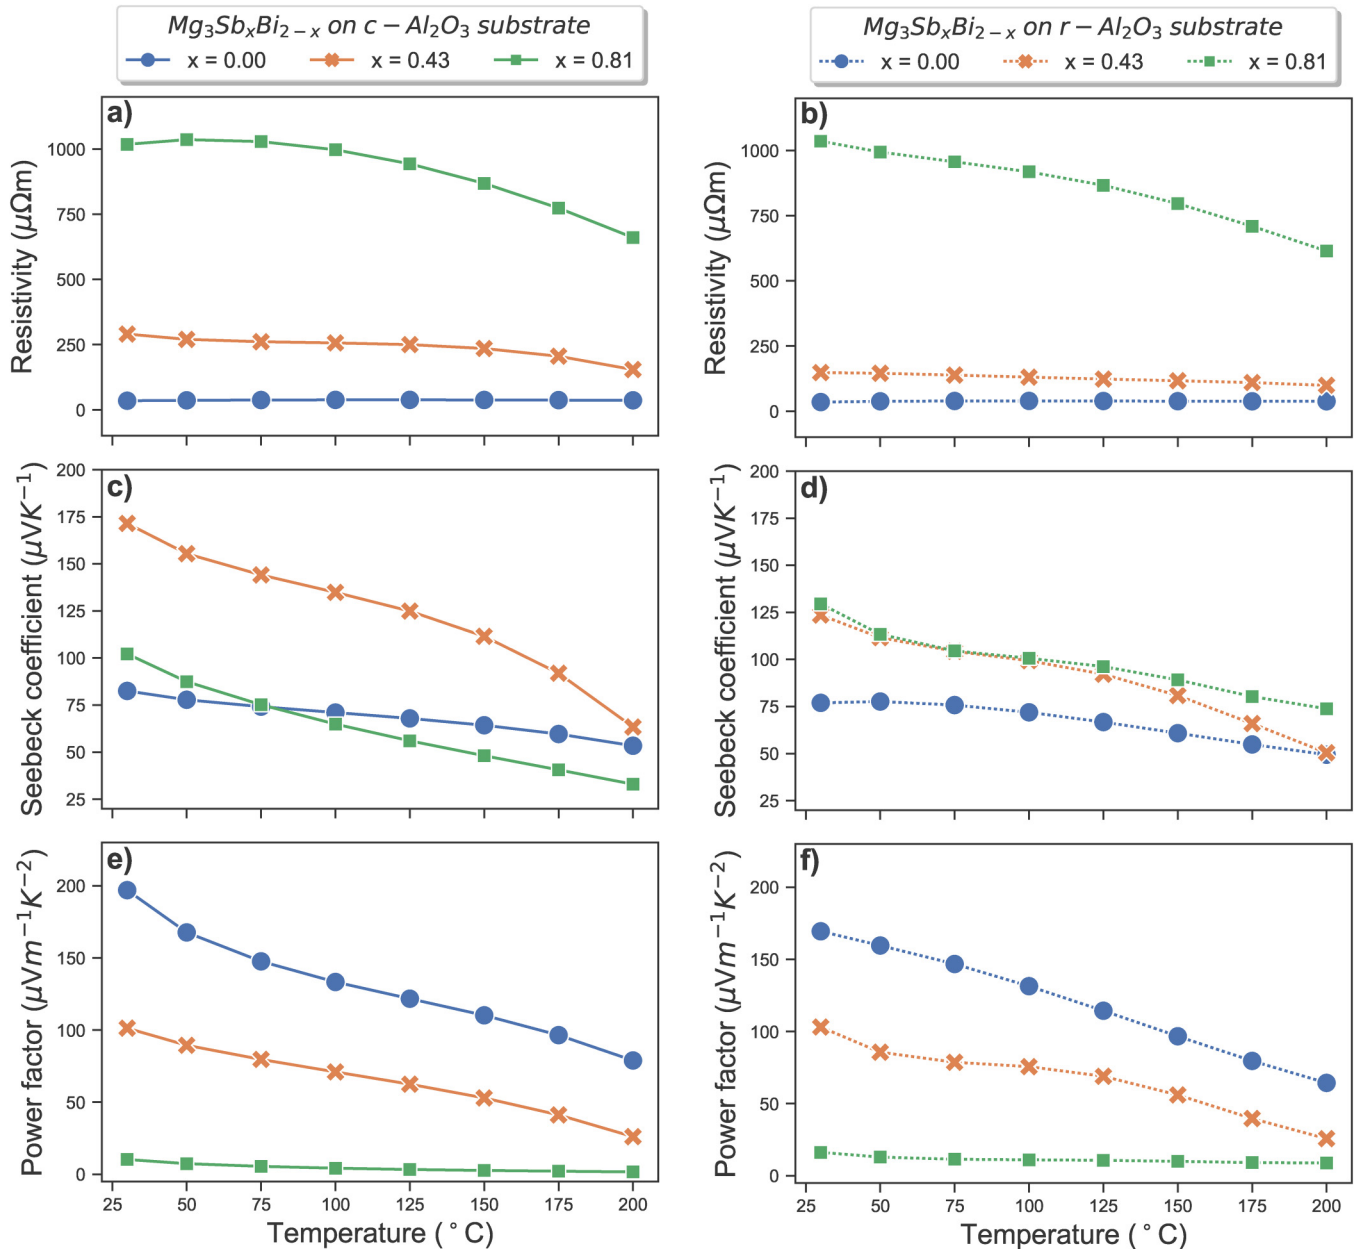 Mg₃SbₓBi₂₋ₓ on c − Al₂O₃ substrate
x = 0.00 x = 0.43 x = 0.81
Mg₃SbₓBi₂₋ₓ on r − Al₂O₃ substrate
x = 0.00 x = 0.43 x = 0.81
a)
Resistivity (μΩm)
1000
750
500
250
0
b)
Resistivity (μΩm)
1000
750
500
250
0
c)
Seebeck coefficient (μVK⁻¹)
200
175
150
125
100
75
50
25
d)
Seebeck coefficient (μVK⁻¹)
200
175
150
125
100
75
50
25
e)
Power factor (μVm⁻¹K⁻²)
200
150
100
50
0
25 50 75 100 125 150 175 200
Temperature (°C)
f)
Power factor (μVm⁻¹K⁻²)
200
150
100
50
0
25 50 75 100 125 150 175 200
Temperature (°C)